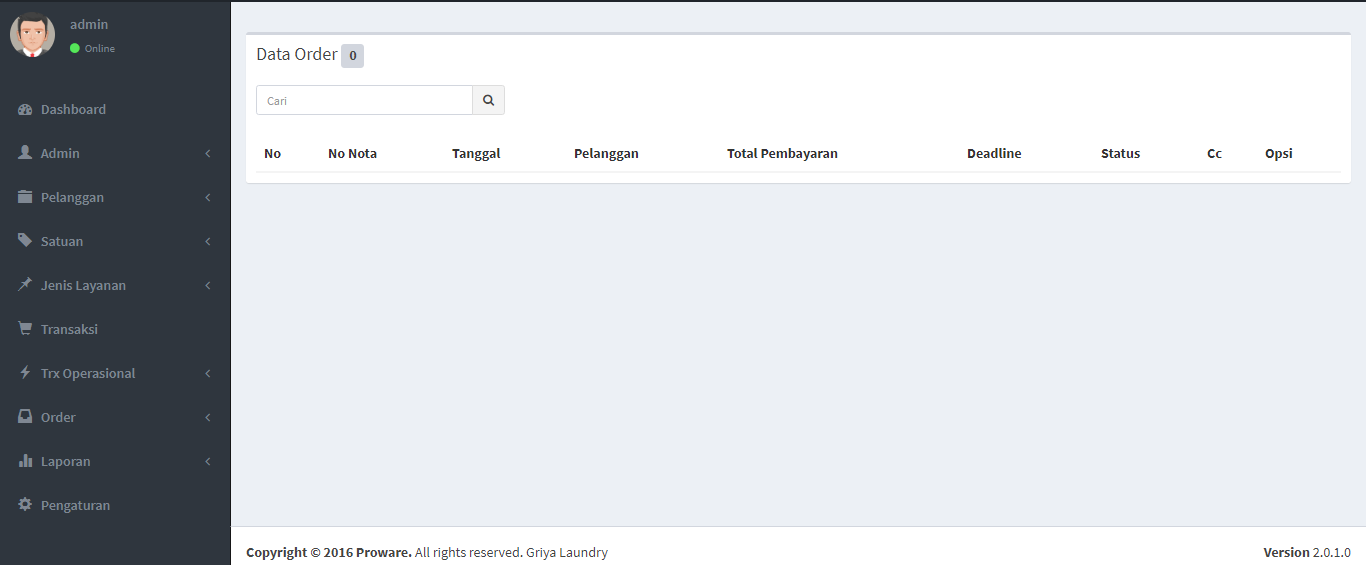 admin
Online
Dashboard
Admin
Pelanggan
Satuan
Jenis Layanan
Transaksi
Trx Operasional
Order
Laporan
Pengaturan
Data Order 0
Cari
No No Nota Tanggal Pelanggan Total Pembayaran Deadline Status Cc Opsi
Copyright © 2016 Proware. All rights reserved. Griya Laundry
Version 2.0.1.0